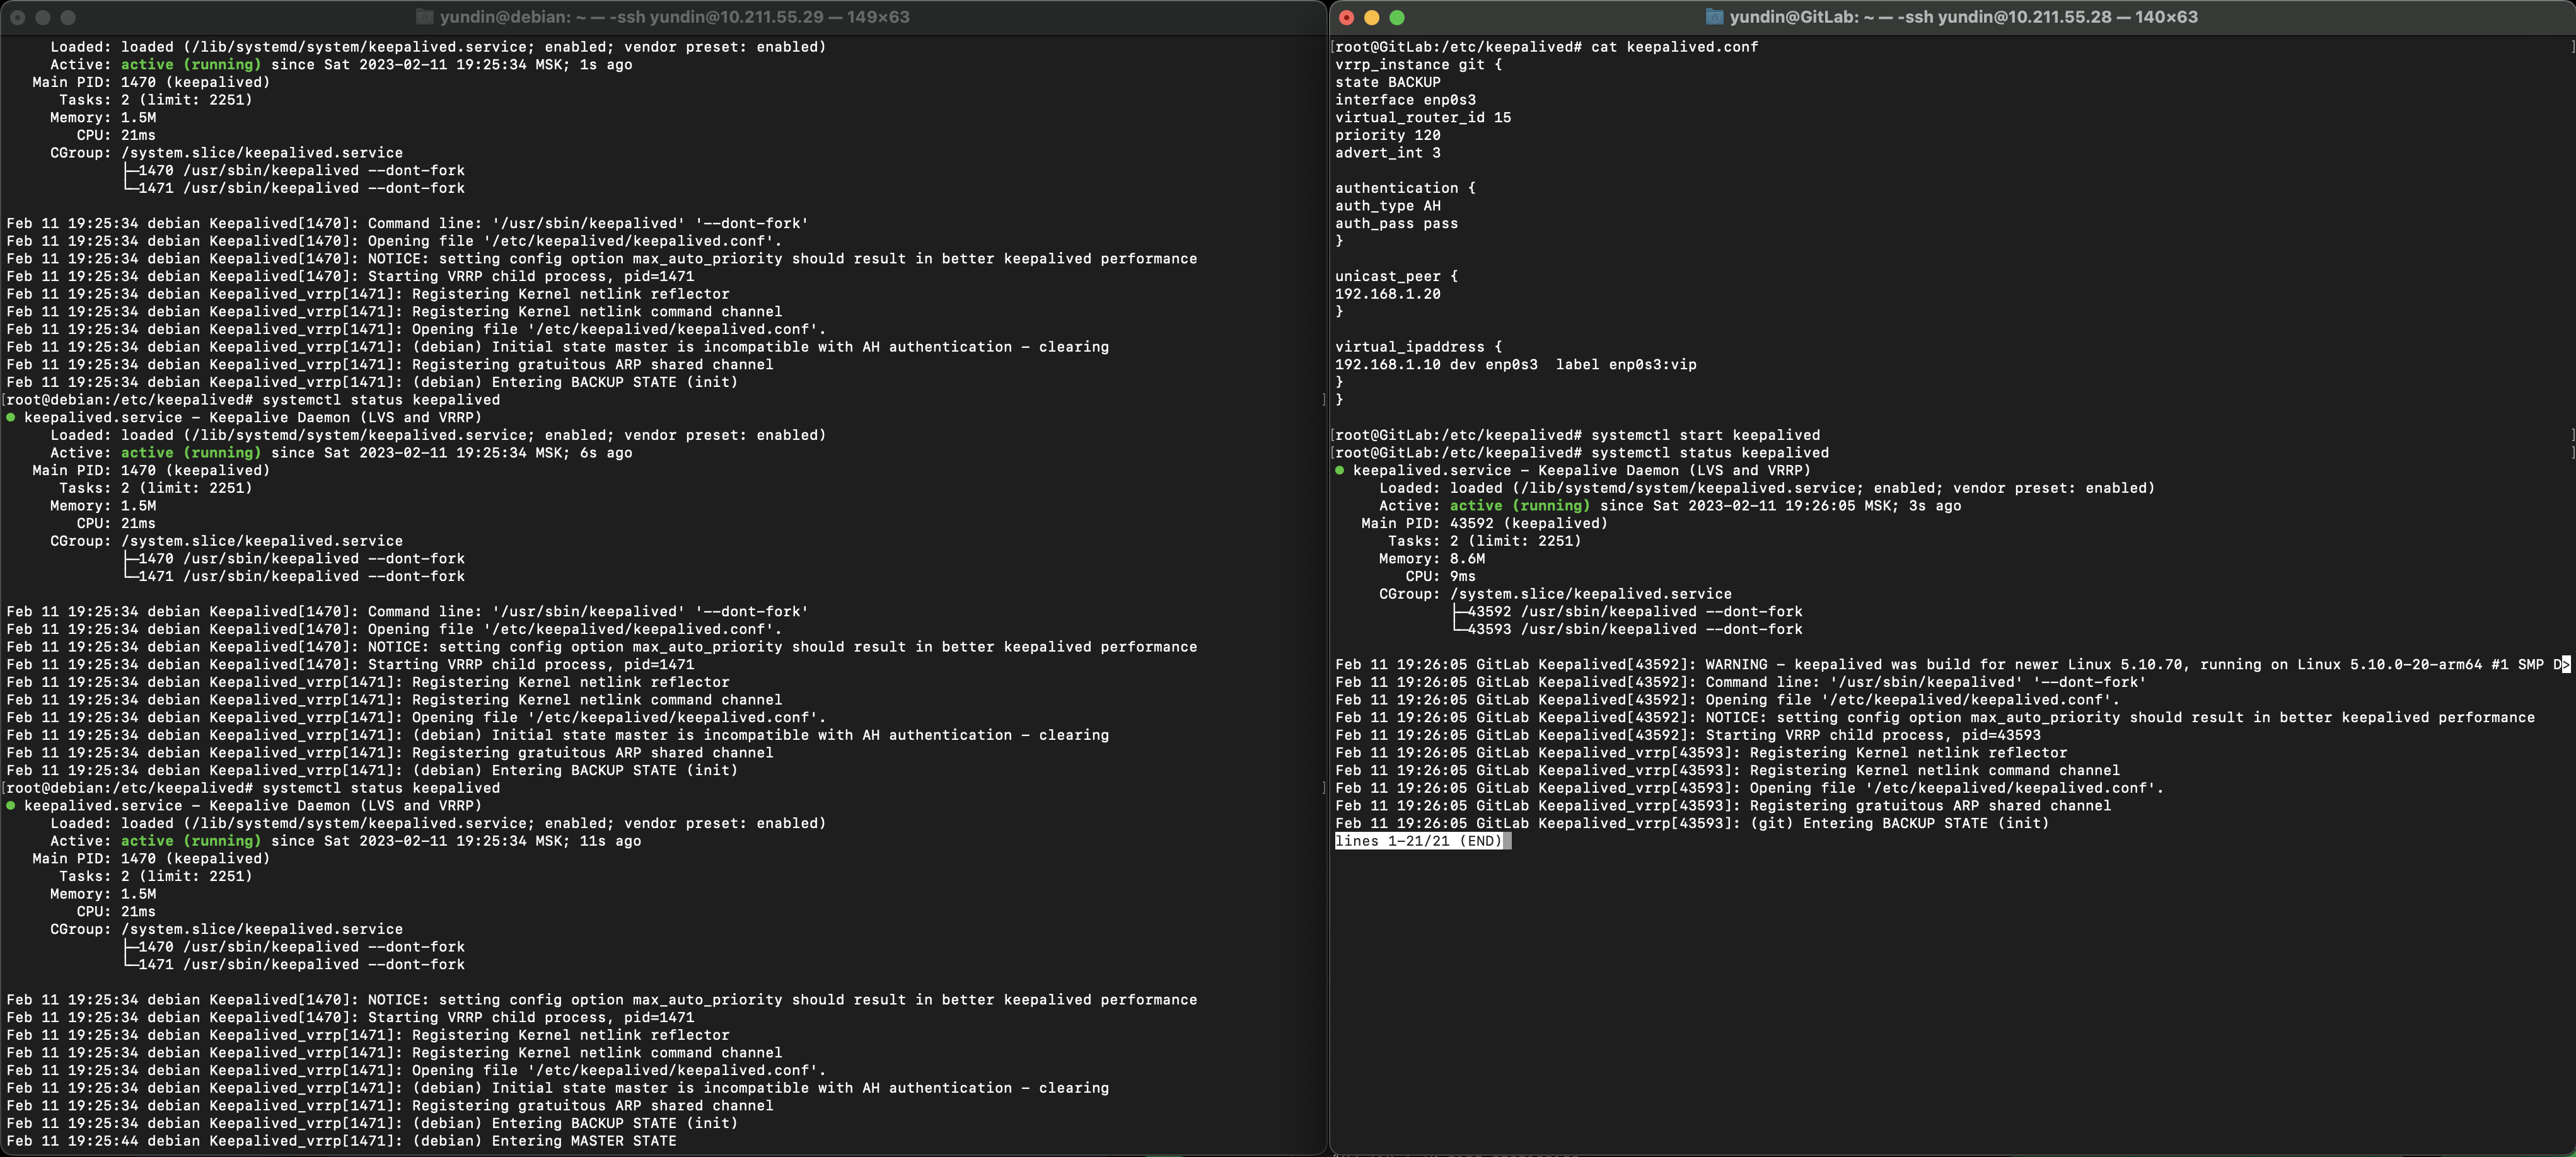 yundin@debian: ~ — -ssh yundin@10.211.55.29 — 149×63
Loaded: loaded (/lib/systemd/system/keepalived.service; enabled; vendor preset: enabled)
Active: active (running) since Sat 2023-02-11 19:25:34 MSK; 1s ago
Main PID: 1470 (keepalived)
Tasks: 2 (limit: 2251)
Memory: 1.5M
CPU: 21ms
CGroup: /system.slice/keepalived.service
├─1470 /usr/sbin/keepalived --dont-fork
└─1471 /usr/sbin/keepalived --dont-fork
Feb 11 19:25:34 debian Keepalived[1470]: Command line: '/usr/sbin/keepalived' '--dont-fork'
Feb 11 19:25:34 debian Keepalived[1470]: Opening file '/etc/keepalived/keepalived.conf'.
Feb 11 19:25:34 debian Keepalived[1470]: NOTICE: setting config option max_auto_priority should result in better keepalived performance
Feb 11 19:25:34 debian Keepalived[1470]: Starting VRRP child process, pid=1471
Feb 11 19:25:34 debian Keepalived_vrrp[1471]: Registering Kernel netlink reflector
Feb 11 19:25:34 debian Keepalived_vrrp[1471]: Registering Kernel netlink command channel
Feb 11 19:25:34 debian Keepalived_vrrp[1471]: Opening file '/etc/keepalived/keepalived.conf'.
Feb 11 19:25:34 debian Keepalived_vrrp[1471]: (debian) Initial state master is incompatible with AH authentication - clearing
Feb 11 19:25:34 debian Keepalived_vrrp[1471]: Registering gratuitous ARP shared channel
Feb 11 19:25:34 debian Keepalived_vrrp[1471]: (debian) Entering BACKUP STATE (init)
[root@debian:/etc/keepalived# systemctl status keepalived ]
● keepalived.service - Keepalive Daemon (LVS and VRRP)
Loaded: loaded (/lib/systemd/system/keepalived.service; enabled; vendor preset: enabled)
Active: active (running) since Sat 2023-02-11 19:25:34 MSK; 6s ago
Main PID: 1470 (keepalived)
Tasks: 2 (limit: 2251)
Memory: 1.5M
CPU: 21ms
CGroup: /system.slice/keepalived.service
├─1470 /usr/sbin/keepalived --dont-fork
└─1471 /usr/sbin/keepalived --dont-fork
Feb 11 19:25:34 debian Keepalived[1470]: Command line: '/usr/sbin/keepalived' '--dont-fork'
Feb 11 19:25:34 debian Keepalived[1470]: Opening file '/etc/keepalived/keepalived.conf'.
Feb 11 19:25:34 debian Keepalived[1470]: NOTICE: setting config option max_auto_priority should result in better keepalived performance
Feb 11 19:25:34 debian Keepalived[1470]: Starting VRRP child process, pid=1471
Feb 11 19:25:34 debian Keepalived_vrrp[1471]: Registering Kernel netlink reflector
Feb 11 19:25:34 debian Keepalived_vrrp[1471]: Registering Kernel netlink command channel
Feb 11 19:25:34 debian Keepalived_vrrp[1471]: Opening file '/etc/keepalived/keepalived.conf'.
Feb 11 19:25:34 debian Keepalived_vrrp[1471]: (debian) Initial state master is incompatible with AH authentication - clearing
Feb 11 19:25:34 debian Keepalived_vrrp[1471]: Registering gratuitous ARP shared channel
Feb 11 19:25:34 debian Keepalived_vrrp[1471]: (debian) Entering BACKUP STATE (init)
[root@debian:/etc/keepalived# systemctl status keepalived ]
● keepalived.service - Keepalive Daemon (LVS and VRRP)
Loaded: loaded (/lib/systemd/system/keepalived.service; enabled; vendor preset: enabled)
Active: active (running) since Sat 2023-02-11 19:25:34 MSK; 11s ago
Main PID: 1470 (keepalived)
Tasks: 2 (limit: 2251)
Memory: 1.5M
CPU: 21ms
CGroup: /system.slice/keepalived.service
├─1470 /usr/sbin/keepalived --dont-fork
└─1471 /usr/sbin/keepalived --dont-fork
Feb 11 19:25:34 debian Keepalived[1470]: NOTICE: setting config option max_auto_priority should result in better keepalived performance
Feb 11 19:25:34 debian Keepalived[1470]: Starting VRRP child process, pid=1471
Feb 11 19:25:34 debian Keepalived_vrrp[1471]: Registering Kernel netlink reflector
Feb 11 19:25:34 debian Keepalived_vrrp[1471]: Registering Kernel netlink command channel
Feb 11 19:25:34 debian Keepalived_vrrp[1471]: Opening file '/etc/keepalived/keepalived.conf'.
Feb 11 19:25:34 debian Keepalived_vrrp[1471]: (debian) Initial state master is incompatible with AH authentication - clearing
Feb 11 19:25:34 debian Keepalived_vrrp[1471]: Registering gratuitous ARP shared channel
Feb 11 19:25:34 debian Keepalived_vrrp[1471]: (debian) Entering BACKUP STATE (init)
Feb 11 19:25:44 debian Keepalived_vrrp[1471]: (debian) Entering MASTER STATE
yundin@GitLab: ~ — -ssh yundin@10.211.55.28 — 140×63
[root@GitLab:/etc/keepalived# cat keepalived.conf ]
vrrp_instance git {
state BACKUP
interface enp0s3
virtual_router_id 15
priority 120
advert_int 3
authentication {
auth_type AH
auth_pass pass
}
unicast_peer {
192.168.1.20
}
virtual_ipaddress {
192.168.1.10 dev enp0s3  label enp0s3:vip
}
}
[root@GitLab:/etc/keepalived# systemctl start keepalived ]
[root@GitLab:/etc/keepalived# systemctl status keepalived ]
● keepalived.service - Keepalive Daemon (LVS and VRRP)
Loaded: loaded (/lib/systemd/system/keepalived.service; enabled; vendor preset: enabled)
Active: active (running) since Sat 2023-02-11 19:26:05 MSK; 3s ago
Main PID: 43592 (keepalived)
Tasks: 2 (limit: 2251)
Memory: 8.6M
CPU: 9ms
CGroup: /system.slice/keepalived.service
├─43592 /usr/sbin/keepalived --dont-fork
└─43593 /usr/sbin/keepalived --dont-fork
Feb 11 19:26:05 GitLab Keepalived[43592]: WARNING - keepalived was build for newer Linux 5.10.70, running on Linux 5.10.0-20-arm64 #1 SMP D>
Feb 11 19:26:05 GitLab Keepalived[43592]: Command line: '/usr/sbin/keepalived' '--dont-fork'
Feb 11 19:26:05 GitLab Keepalived[43592]: Opening file '/etc/keepalived/keepalived.conf'.
Feb 11 19:26:05 GitLab Keepalived[43592]: NOTICE: setting config option max_auto_priority should result in better keepalived performance
Feb 11 19:26:05 GitLab Keepalived[43592]: Starting VRRP child process, pid=43593
Feb 11 19:26:05 GitLab Keepalived_vrrp[43593]: Registering Kernel netlink reflector
Feb 11 19:26:05 GitLab Keepalived_vrrp[43593]: Registering Kernel netlink command channel
Feb 11 19:26:05 GitLab Keepalived_vrrp[43593]: Opening file '/etc/keepalived/keepalived.conf'.
Feb 11 19:26:05 GitLab Keepalived_vrrp[43593]: Registering gratuitous ARP shared channel
Feb 11 19:26:05 GitLab Keepalived_vrrp[43593]: (git) Entering BACKUP STATE (init)
lines 1-21/21 (END)